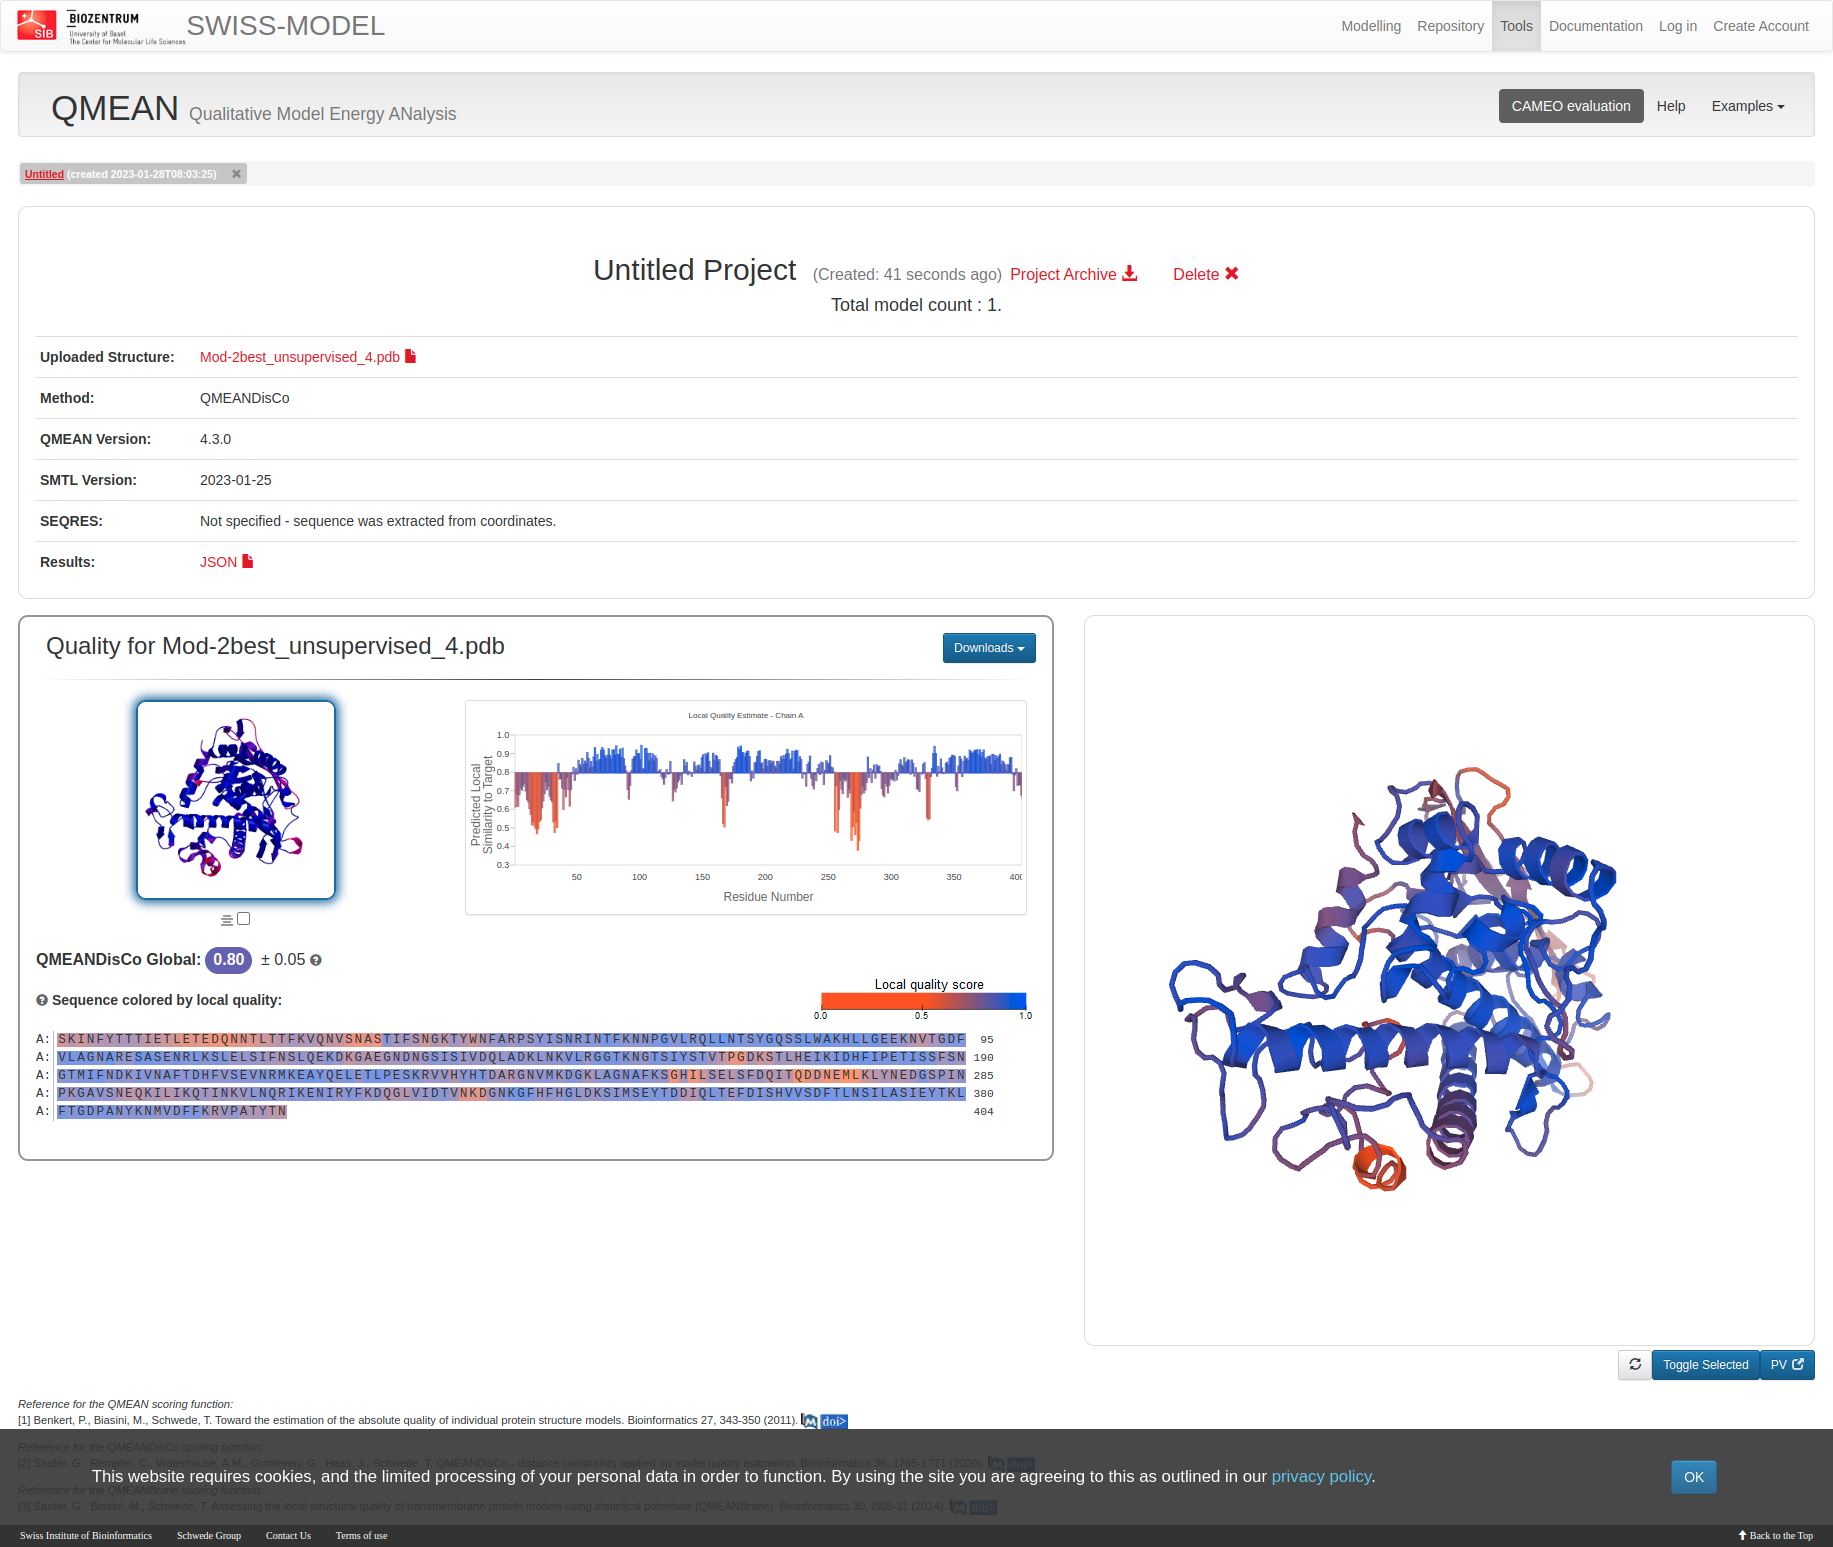 SIB
BIOZENTRUM
University of Basel
The Center for Molecular Life Sciences
SWISS-MODEL
Modelling
Repository
Tools
Documentation
Log in
Create Account
QMEAN Qualitative Model Energy ANalysis
CAMEO evaluation
Help
Examples
Untitled (created 2023-01-28T08:03:25)
Untitled Project (Created: 41 seconds ago) Project Archive Delete
Total model count : 1.
Uploaded Structure: Mod-2best_unsupervised_4.pdb
Method: QMEANDisCo
QMEAN Version: 4.3.0
SMTL Version: 2023-01-25
SEQRES: Not specified - sequence was extracted from coordinates.
Results: JSON
Quality for Mod-2best_unsupervised_4.pdb
Downloads
Local Quality Estimate - Chain A
Predicted Local
Similarity to Target
1.0
0.9
0.8
0.7
0.6
0.5
0.4
0.3
50 100 150 200 250 300 350 400
Residue Number
QMEANDisCo Global: 0.80 ± 0.05
Sequence colored by local quality:
Local quality score
0.0 0.5 1.0
A: SKINFYTTTIETLETEDQNNTLTTFKVQNVSNASTIFSNGKTYWNFARPSYISNRINTFKNNPGVLRQLLNTSYGQSSLWAKHLLGEEKNVTGDF 95
A: VLAGNARESASENRLKSLELSIFNSLQEKDKGAEGNDNGSISIVDQLADKLNKVLRGGTKNGTSIYSTVTPGDKSTLHEIKIDHFIPETISSFSN 190
A: GTMIFNDKIVNAFTDHFVSEVNRMKEAYQELETLPESKRVVHYHTDARGNVMKDGKLAGNAFKSGHILSELSFDQITQDDNEMLKLYNEDGSPIN 285
A: PKGAVSNEQKILIKQTINKVLNQRIKENIRYFKDQGLVIDTVNKDGNKGFHFHGLDKSIMSEYTDDIQLTEFDISHVVSDFTLNSILASIEYTKL 380
A: FTGDPANYKNMVDFFKRVPATYTN 404
Toggle Selected
PV
Reference for the QMEAN scoring function:
[1] Benkert, P., Biasini, M., Schwede, T. Toward the estimation of the absolute quality of individual protein structure models. Bioinformatics 27, 343-350 (2011). doi>
Reference for the QMEANDisCo scoring function:
[2] Studer, G., Rempfer, C., Waterhouse, A.M., Gumienny, G., Haas, J., Schwede, T. QMEANDisCo - distance constraints applied on model quality estimation. Bioinformatics 36, 1765-1771 (2020). doi>
This website requires cookies, and the limited processing of your personal data in order to function. By using the site you are agreeing to this as outlined in our privacy policy.
OK
Reference for the QMEANBrane scoring function:
[3] Studer, G., Biasini, M., Schwede, T. Assessing the local structural quality of transmembrane protein models using statistical potentials (QMEANBrane). Bioinformatics 30, i505-11 (2014). doi>
Swiss Institute of Bioinformatics
Schwede Group
Contact Us
Terms of use
Back to the Top